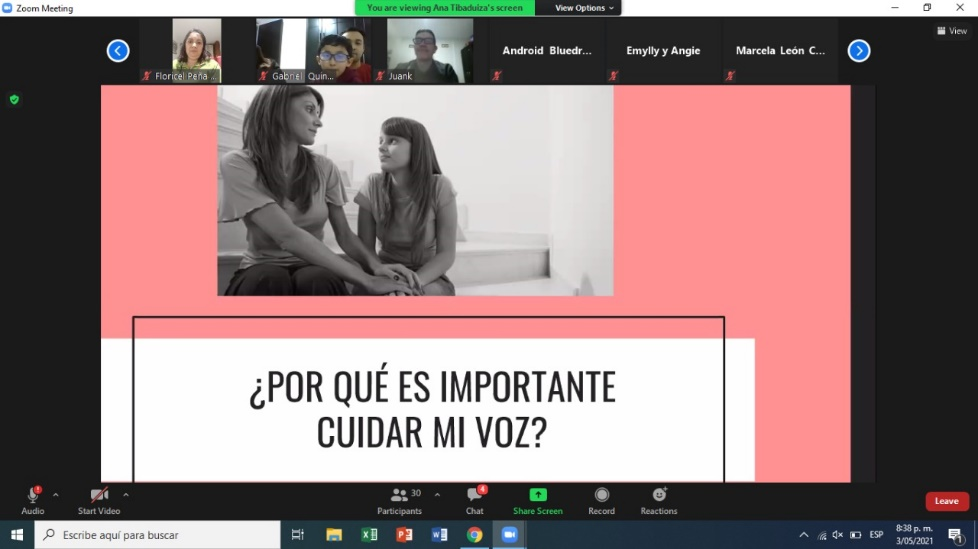 Zoom Meeting
You are viewing Ana Tibaduiza's screen
View Options
View
Floricel Peña ...
Gabriel Quin...
Juank
Android Bluedr...
Emylly y Angie
Marcela León C...
¿POR QUÉ ES IMPORTANTE
CUIDAR MI VOZ?
Audio
Start Video
30
Participants
4
Chat
Share Screen
Record
Reactions
Leave
Escribe aquí para buscar
ESP
8:38 p. m.
3/05/2021
1